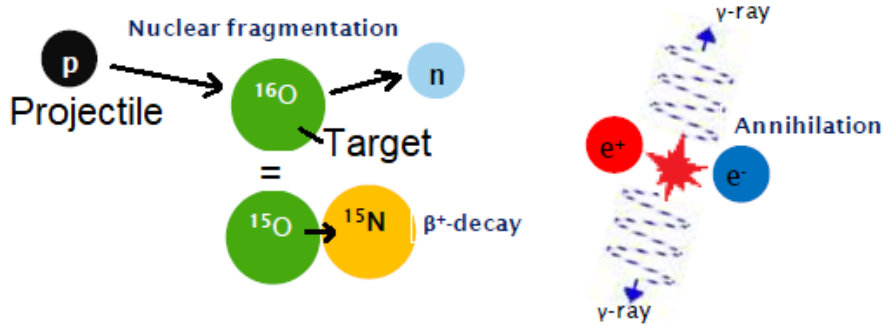 Nuclear fragmentation
p
Projectile
¹⁶O
n
Target
=
¹⁵O
¹⁵N
β⁺-decay
γ-ray
Annihilation
e⁺
e⁻
γ-ray